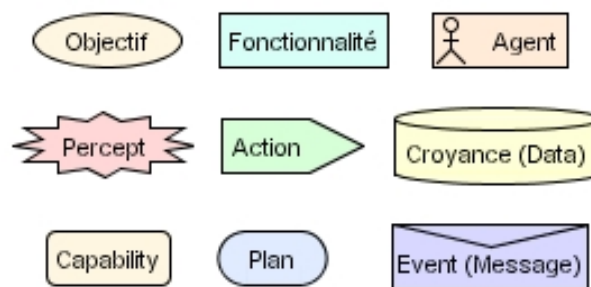 Objectif
Fonctionnalité
Agent
Percept
Action
Croyance (Data)
Capability
Plan
Event (Message)